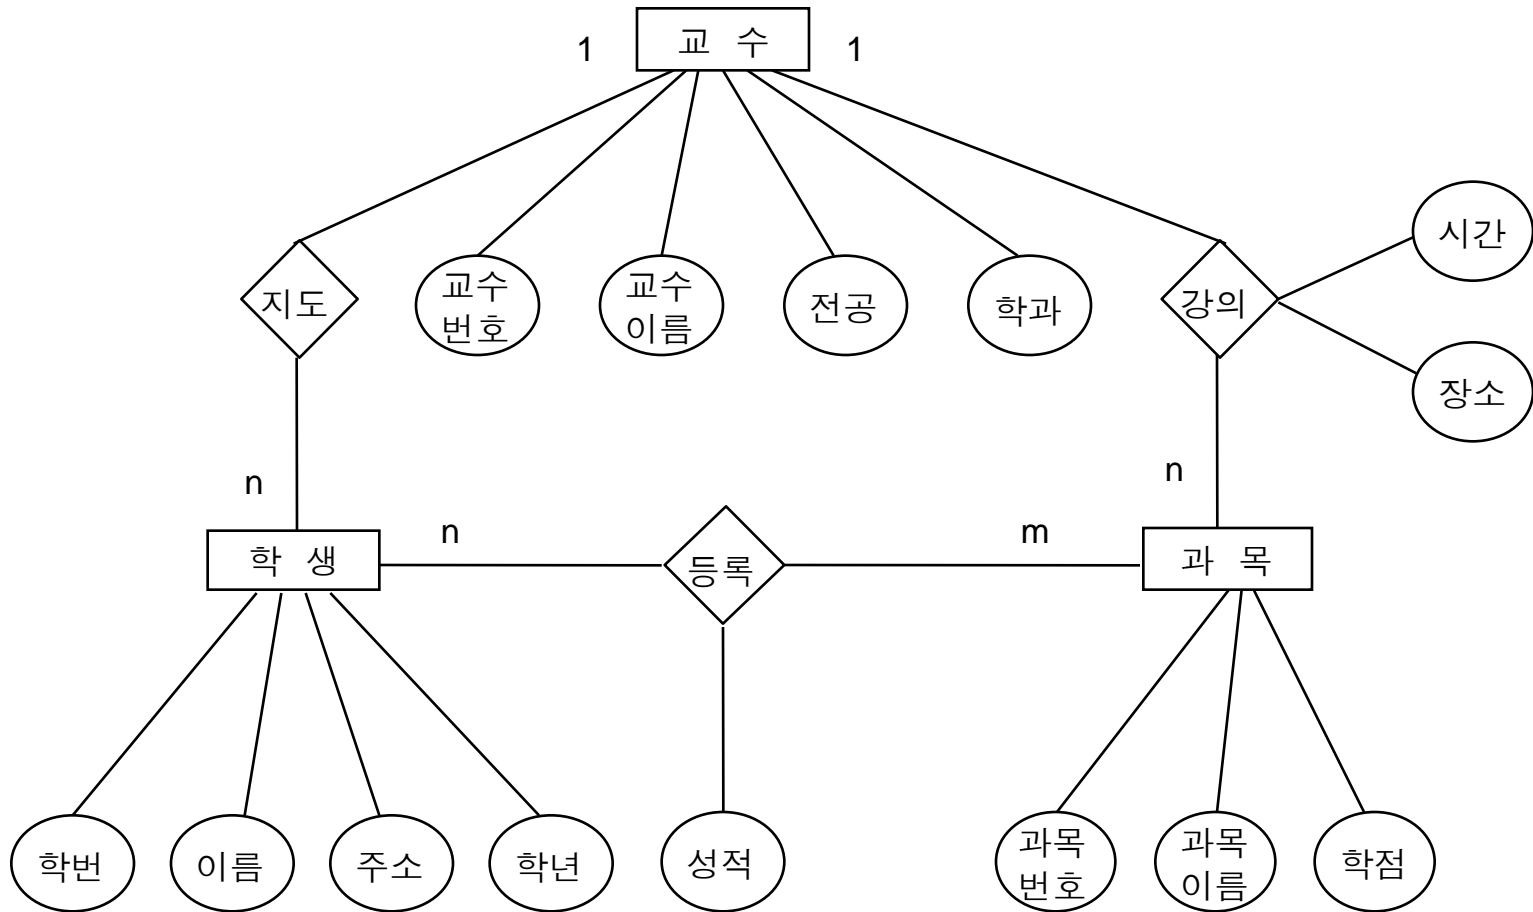 1
교 수
1
시간
지도
교수
번호
교수
이름
전공
학과
강의
장소
n
n
n
m
학 생
등록
과 목
학번
이름
주소
학년
성적
과목
번호
과목
이름
학점